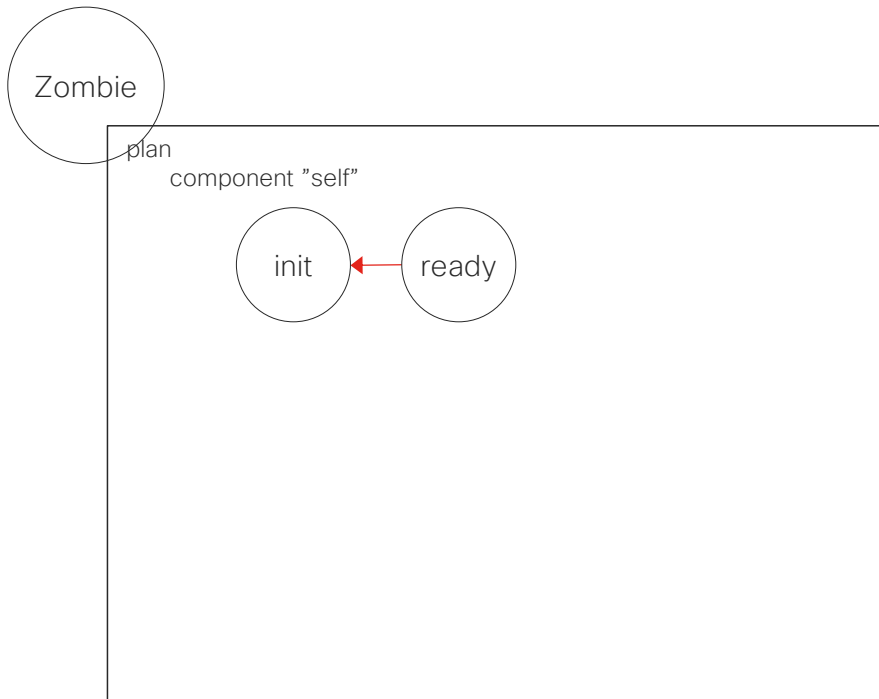 Zombie
plan
component ”self”
init
ready